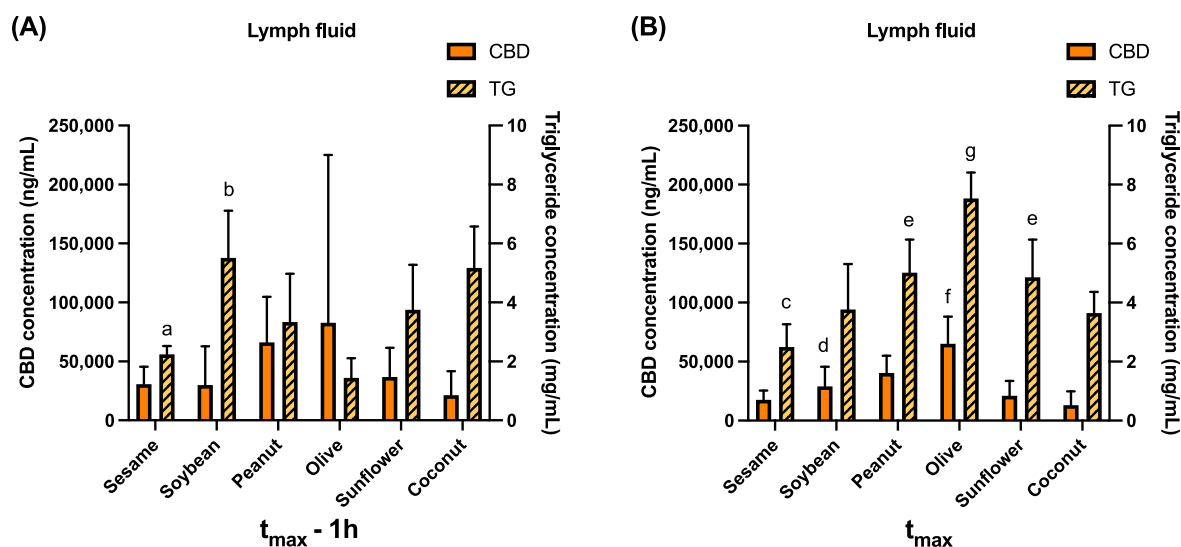 (A)
Lymph fluid
CBD
TG
CBD concentration (ng/mL)
250,000
200,000
150,000
100,000
50,000
0
a
b
10
8
6
4
2
0
Triglyceride concentration (mg/mL)
Sesame
Soybean
Peanut
Olive
Sunflower
Coconut
tmax - 1h
(B)
Lymph fluid
CBD
TG
CBD concentration (ng/mL)
250,000
200,000
150,000
100,000
50,000
0
c
d
e
f
g
e
10
8
6
4
2
0
Triglyceride concentration (mg/mL)
Sesame
Soybean
Peanut
Olive
Sunflower
Coconut
tmax